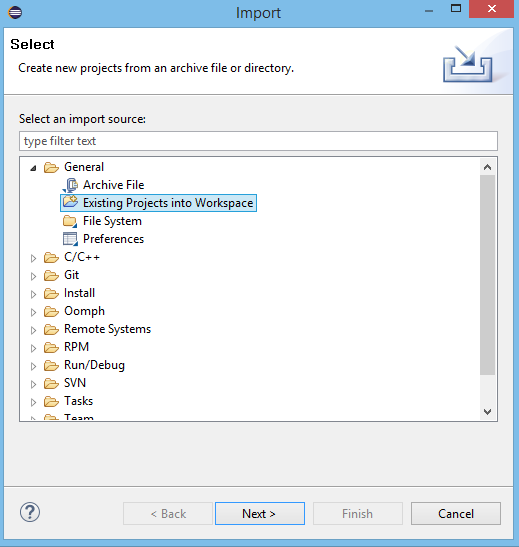 Import
Select
Create new projects from an archive file or directory.
Select an import source:
type filter text
General
Archive File
Existing Projects into Workspace
File System
Preferences
C/C++
Git
Install
Oomph
Remote Systems
RPM
Run/Debug
SVN
Tasks
Team
< Back
Next >
Finish
Cancel